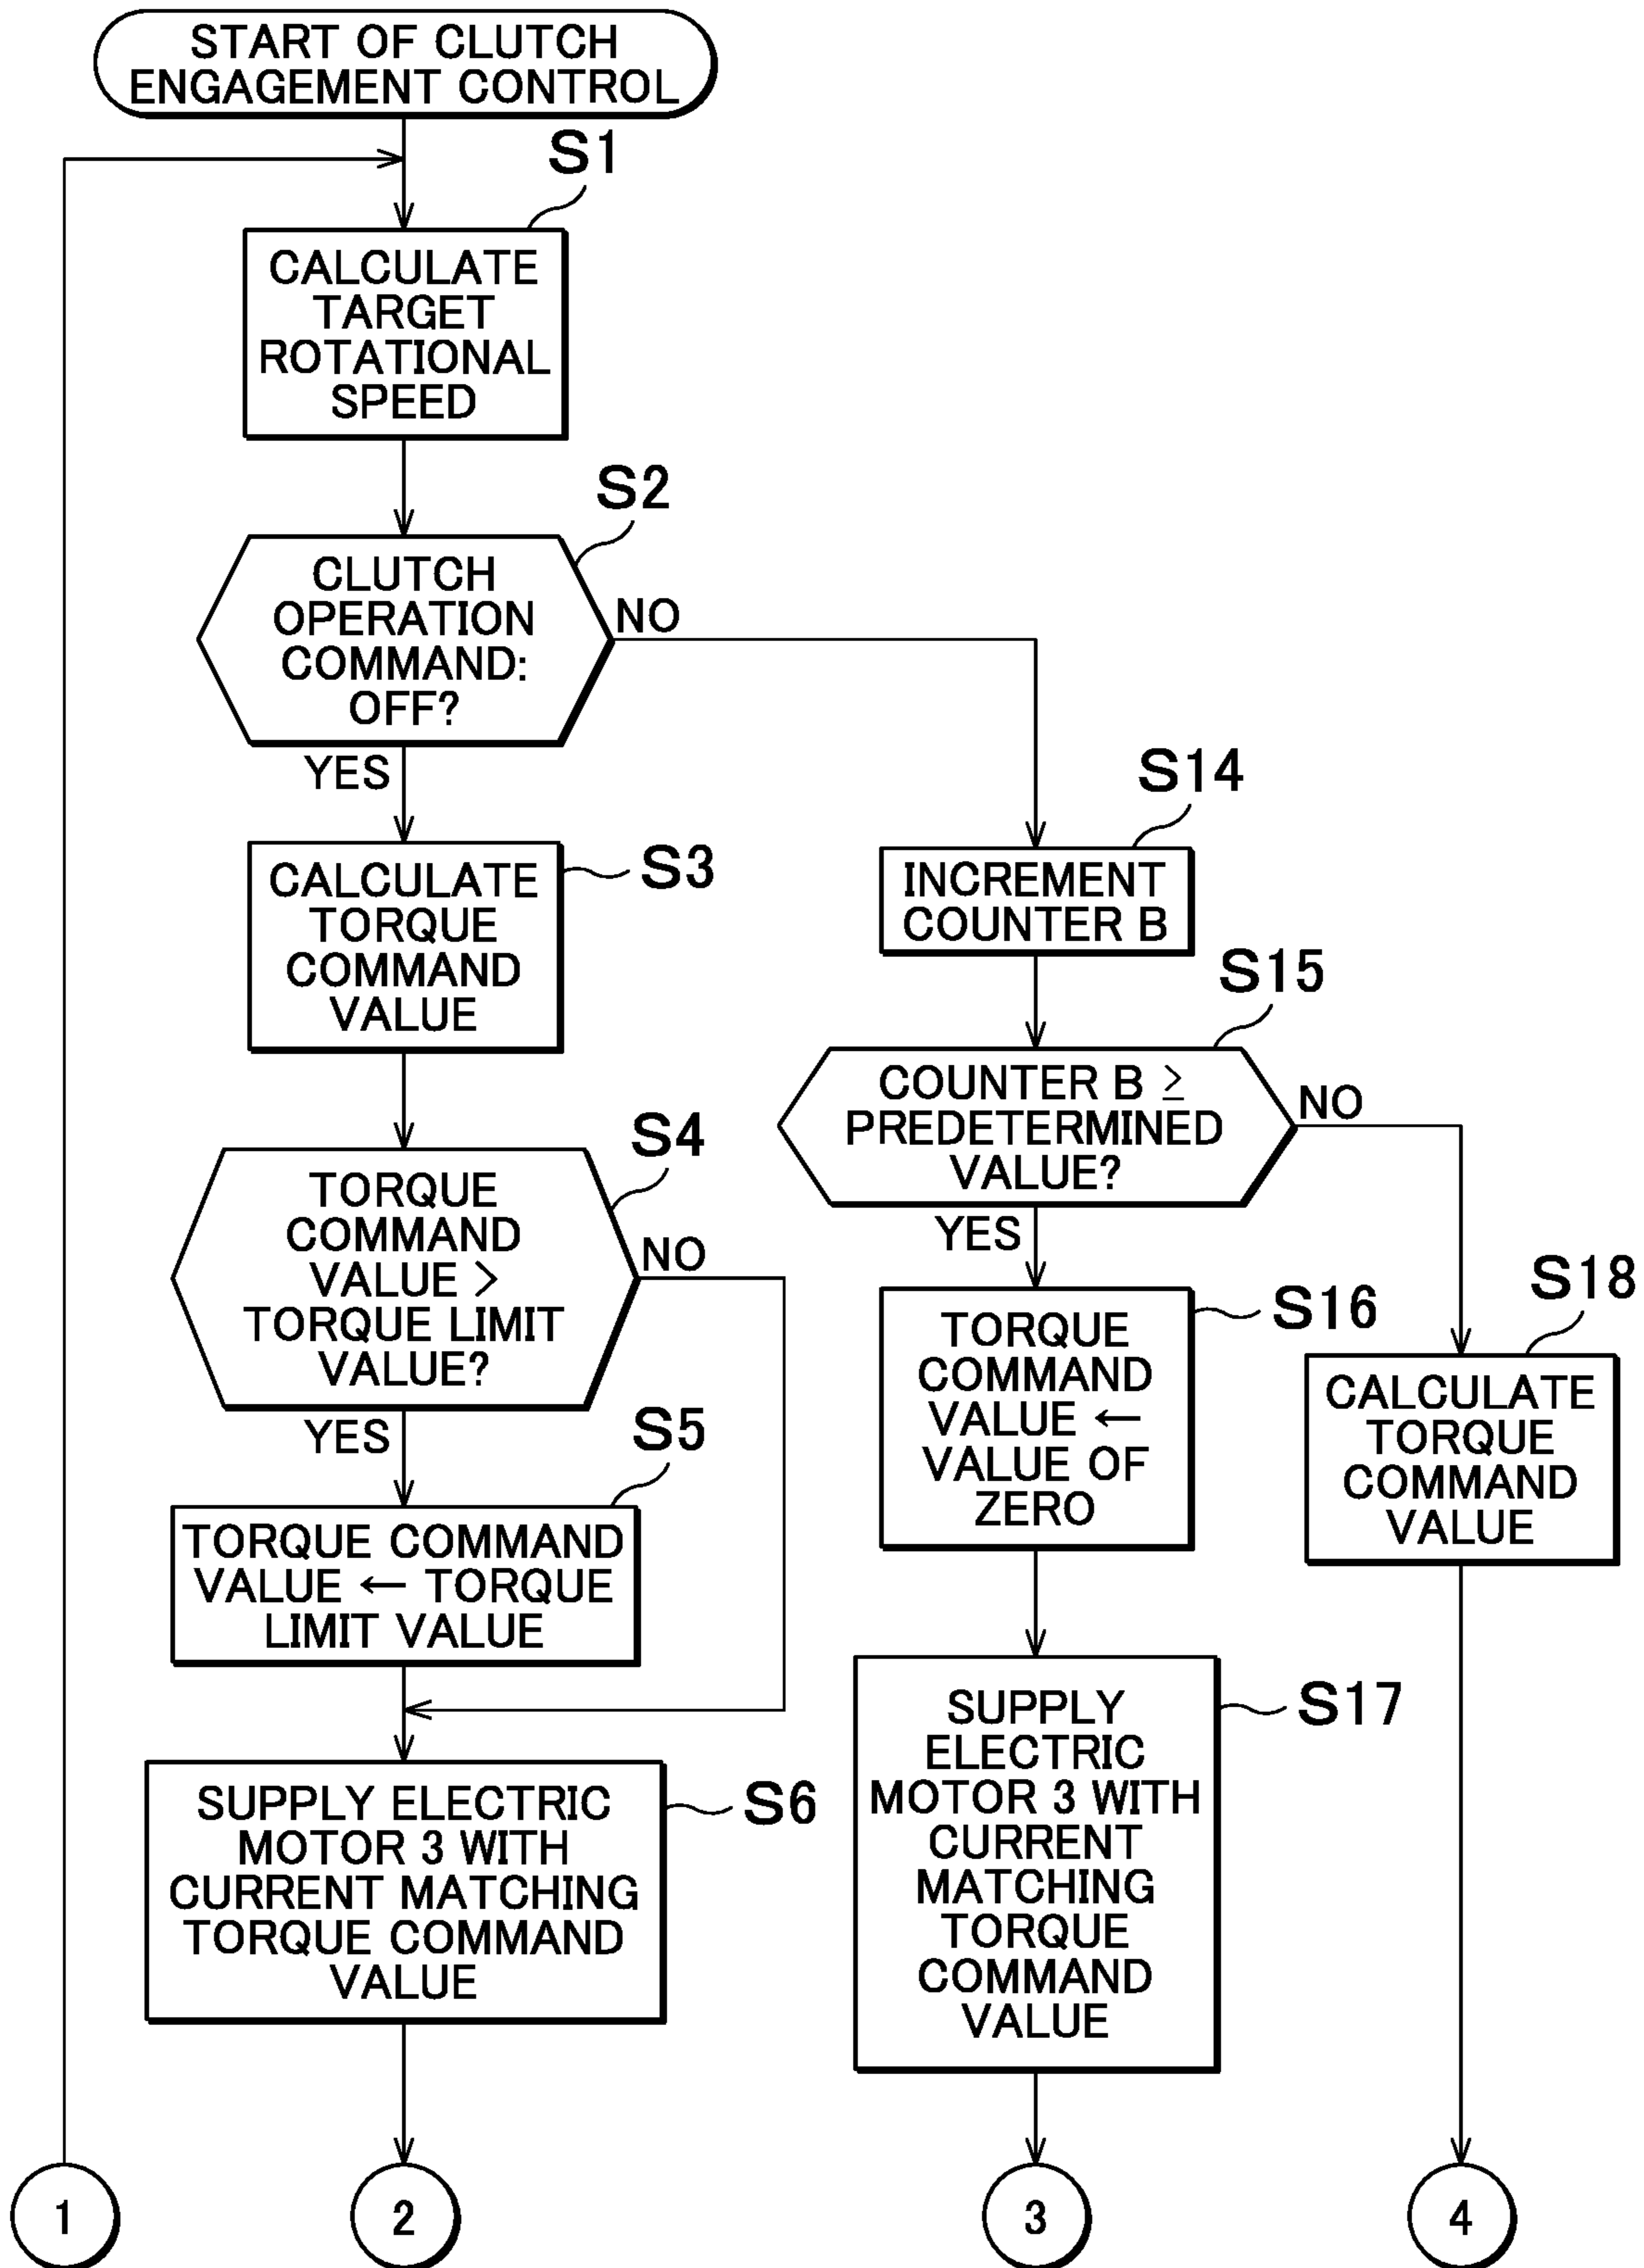 START OF CLUTCH
ENGAGEMENT CONTROL
S1
CALCULATE
TARGET
ROTATIONAL
SPEED
S2
CLUTCH
OPERATION
COMMAND:
OFF?
NO
YES
S3
CALCULATE
TORQUE
COMMAND
VALUE
S4
TORQUE
COMMAND
VALUE >
TORQUE LIMIT
VALUE?
NO
YES
S5
TORQUE COMMAND
VALUE ← TORQUE
LIMIT VALUE
S6
SUPPLY ELECTRIC
MOTOR 3 WITH
CURRENT MATCHING
TORQUE COMMAND
VALUE
S14
INCREMENT
COUNTER B
S15
COUNTER B ≥
PREDETERMINED
VALUE?
NO
YES
S16
TORQUE
COMMAND
VALUE ←
VALUE OF
ZERO
S17
SUPPLY
ELECTRIC
MOTOR 3 WITH
CURRENT
MATCHING
TORQUE
COMMAND
VALUE
S18
CALCULATE
TORQUE
COMMAND
VALUE
1
2
3
4